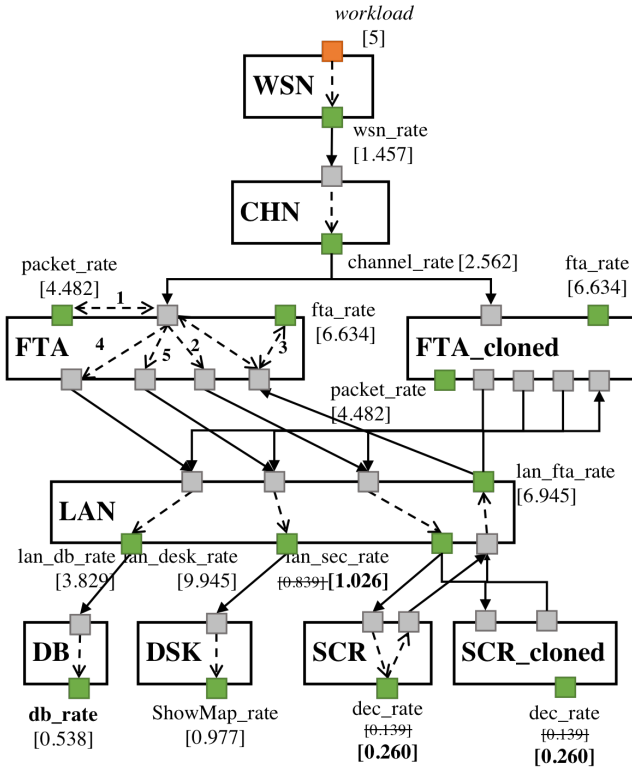 workload
[5]
WSN
wsn_rate
[1.457]
CHN
channel_rate [2.562]
packet_rate
[4.482]
1
fta_rate
[6.634]
fta_rate
[6.634]
FTA
4
5
2
3
FTA_cloned
packet_rate
[4.482]
lan_fta_rate
[6.945]
LAN
lan_db_rate lan_desk_rate lan_sec_rate
[3.829] [9.945] [0.839] [1.026]
DB
DSK
SCR
SCR_cloned
db_rate
[0.538]
ShowMap_rate
[0.977]
dec_rate
[0.139]
[0.260]
dec_rate
[0.139]
[0.260]